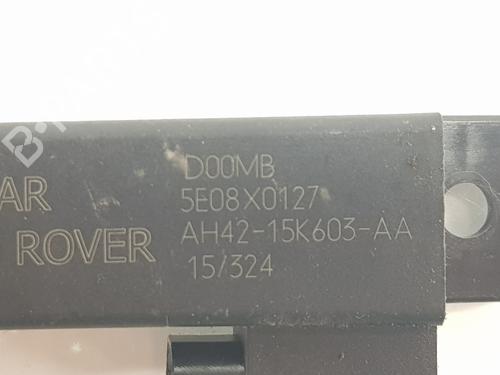 D00MB
5E08X0127
AR
AH42-15K603-AA
ROVER
15/324